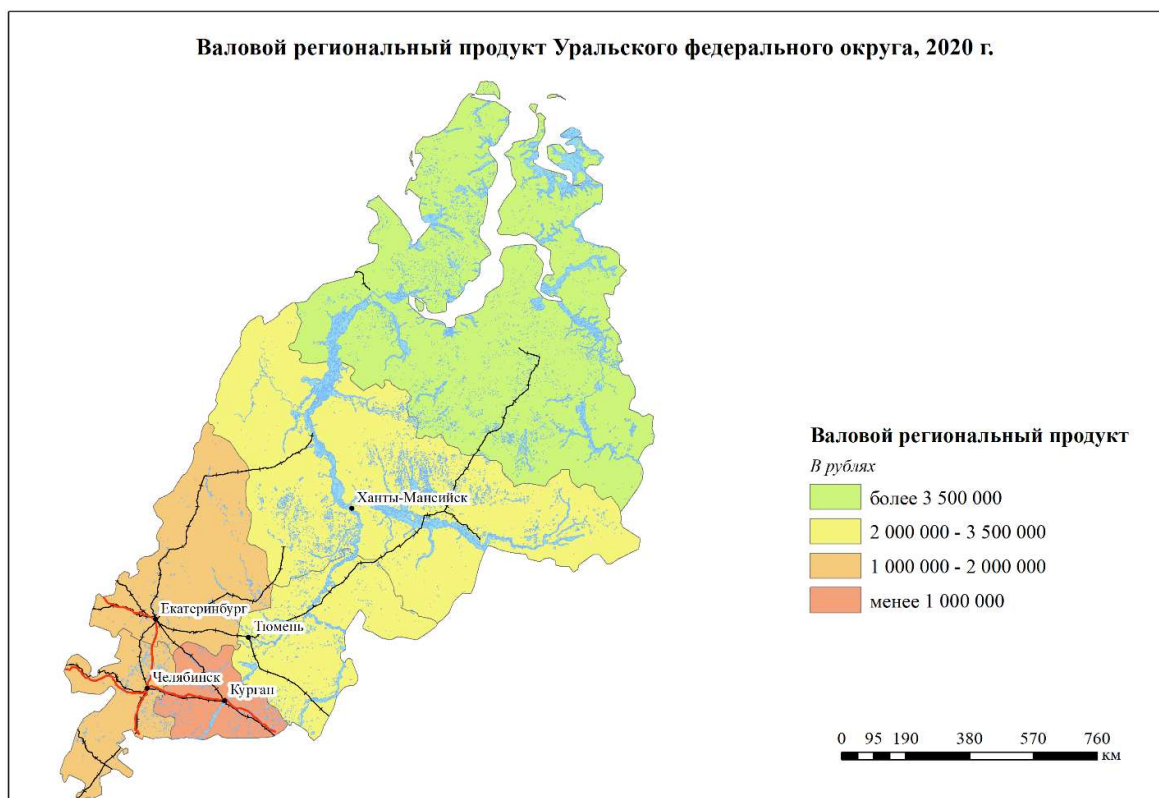 Валовой региональный продукт Уральского федерального округа, 2020 г.
Ханты-Мансийск
Екатеринбург
Тюмень
Челябинск
Курган
Валовой региональный продукт
В рублях
более 3 500 000
2 000 000 - 3 500 000
1 000 000 - 2 000 000
менее 1 000 000
0 95 190 380 570 760
км